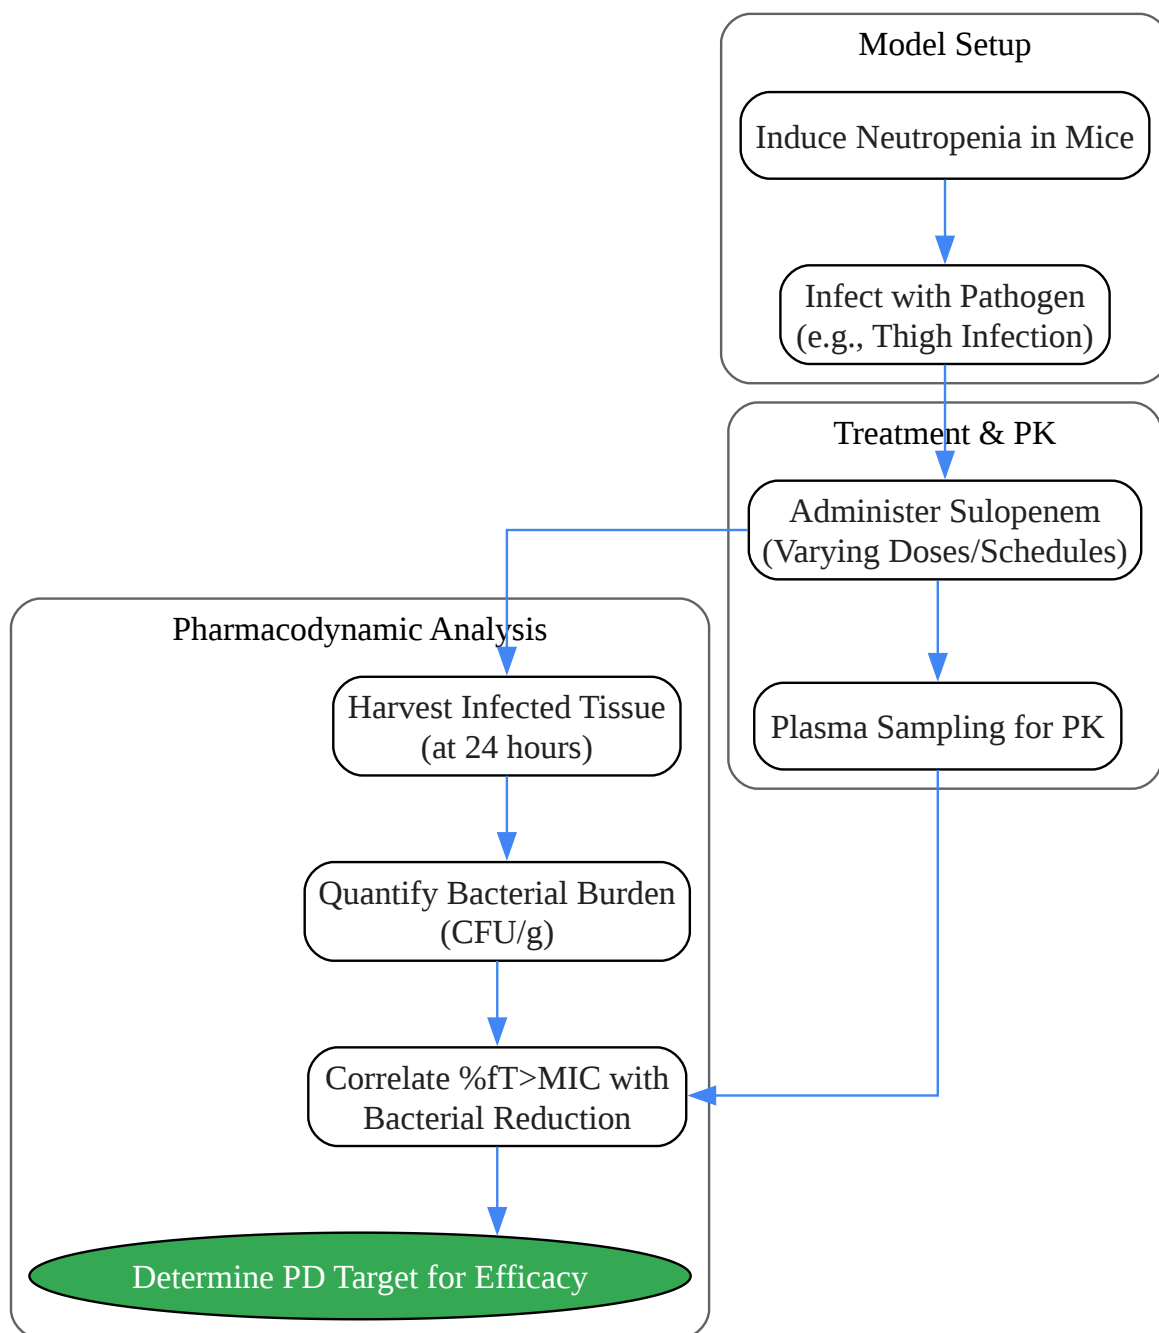 Model Setup
Induce Neutropenia in Mice
Infect with Pathogen
(e.g., Thigh Infection)
Treatment & PK
Administer Sulopenem
(Varying Doses/Schedules)
Plasma Sampling for PK
Pharmacodynamic Analysis
Harvest Infected Tissue
(at 24 hours)
Quantify Bacterial Burden
(CFU/g)
Correlate %fT>MIC with
Bacterial Reduction
Determine PD Target for Efficacy